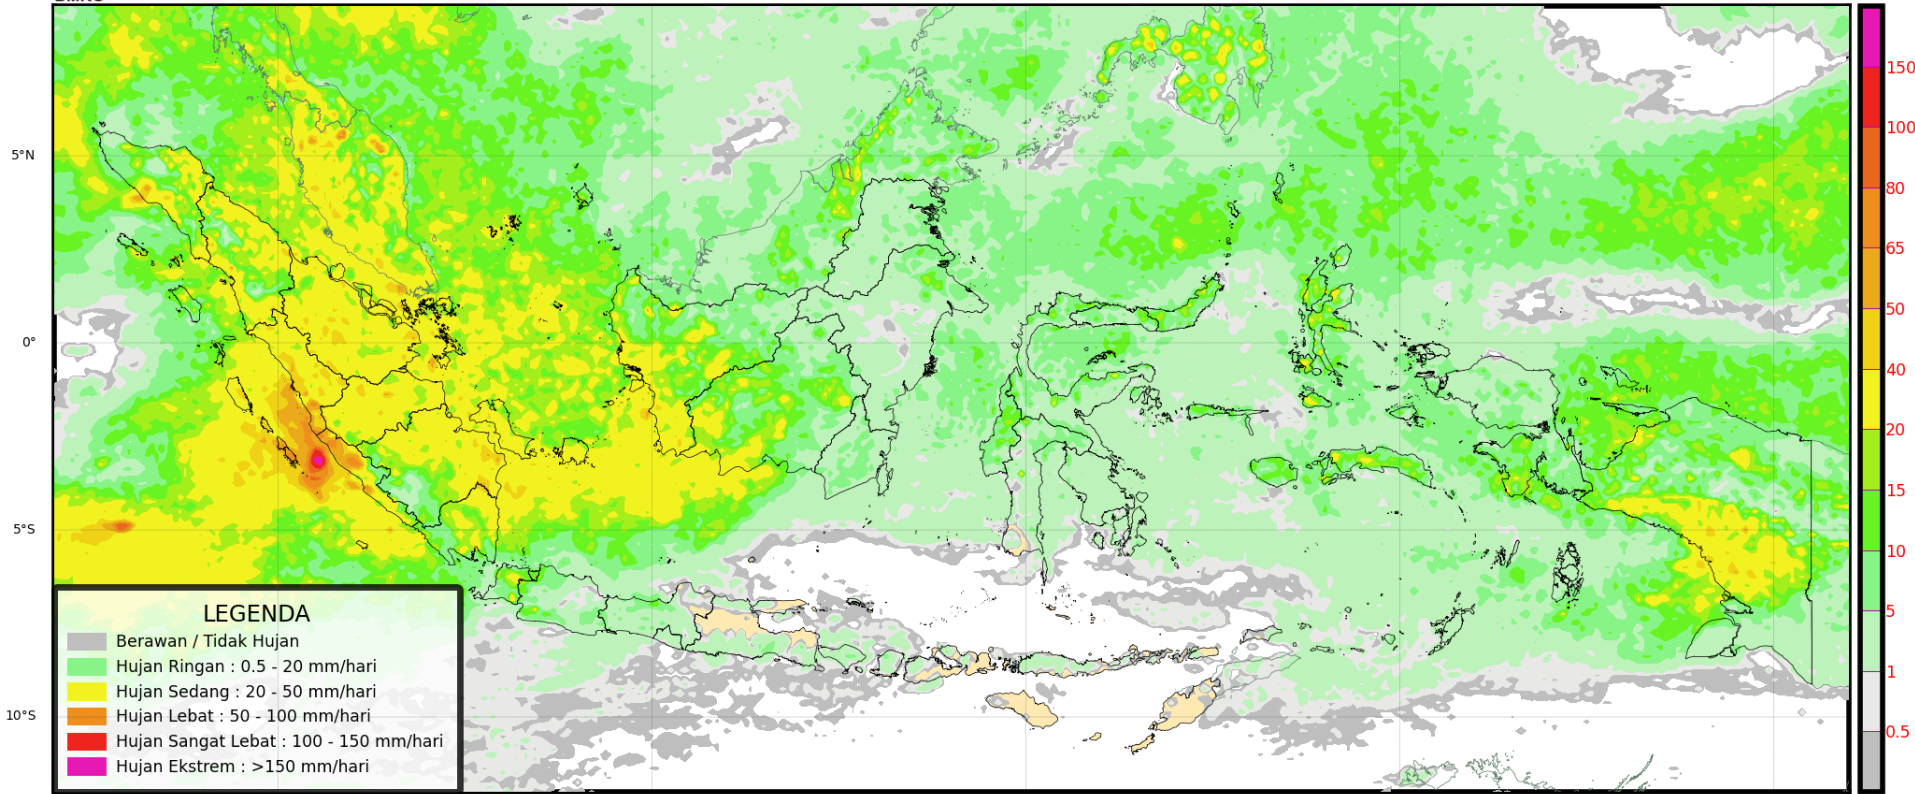 150
100
80
65
50
40
20
15
10
5
1
0.5
5°N
0°
5°S
10°S
LEGENDA
Berawan / Tidak Hujan
Hujan Ringan : 0.5 - 20 mm/hari
Hujan Sedang : 20 - 50 mm/hari
Hujan Lebat : 50 - 100 mm/hari
Hujan Sangat Lebat : 100 - 150 mm/hari
Hujan Ekstrem : >150 mm/hari